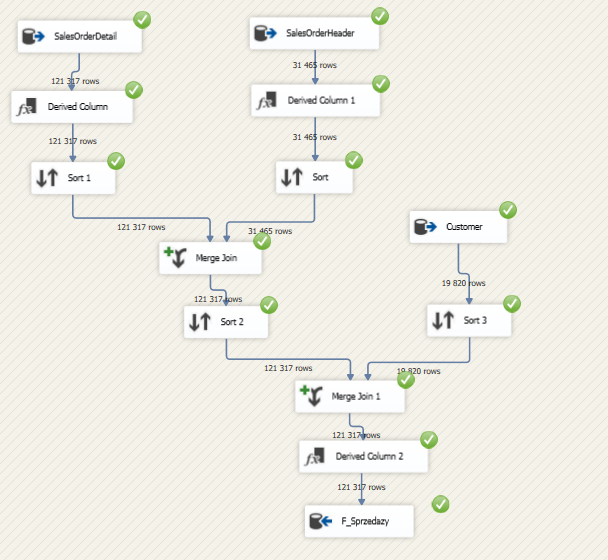 SalesOrderDetail
SalesOrderHeader
121 317 rows
31 465 rows
Derived Column
Derived Column 1
121 317 rows
31 465 rows
Sort 1
Sort
121 317 rows
31 465 rows
Customer
Merge Join
19 820 rows
121 317 rows
Sort 2
Sort 3
121 317 rows
19 820 rows
Merge Join 1
121 317 rows
Derived Column 2
121 317 rows
F_Sprzedazy